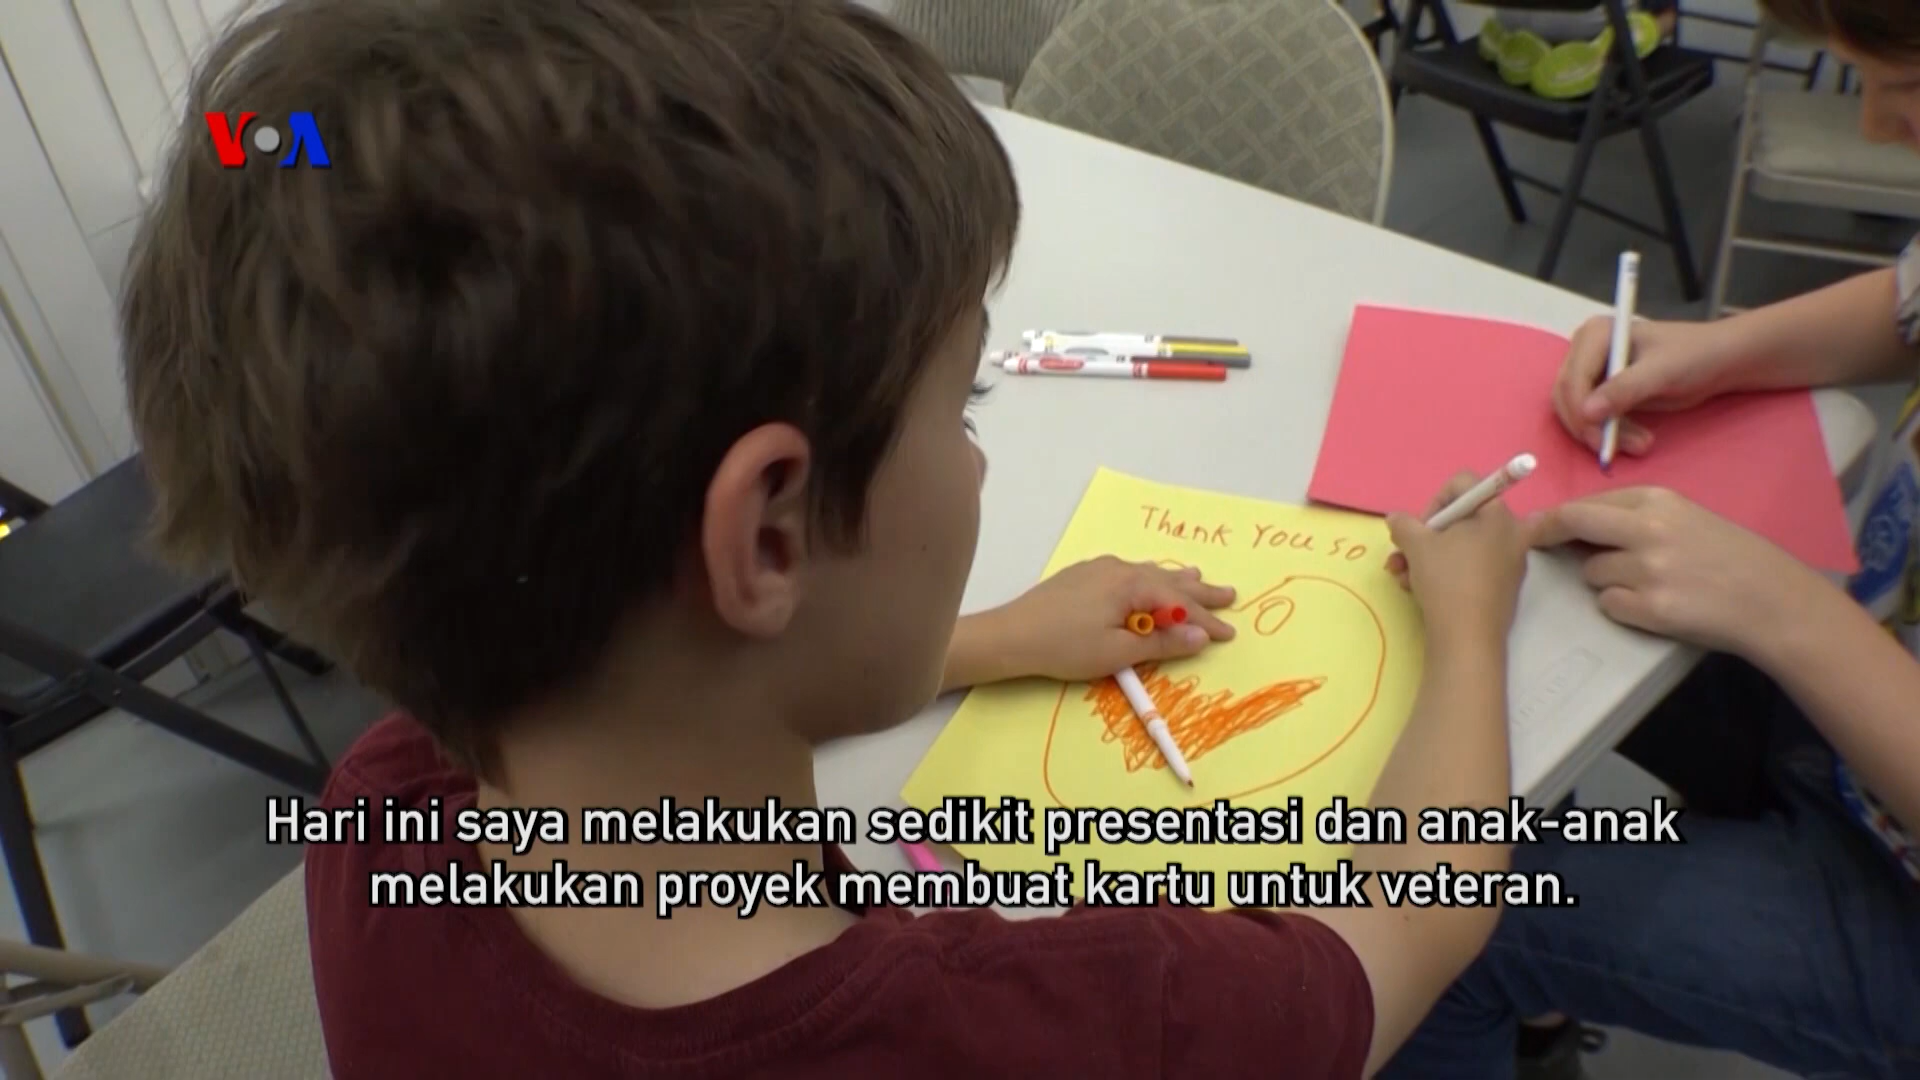 VOA
Thank You so
Hari ini saya melakukan sedikit presentasi dan anak-anak
melakukan proyek membuat kartu untuk veteran.